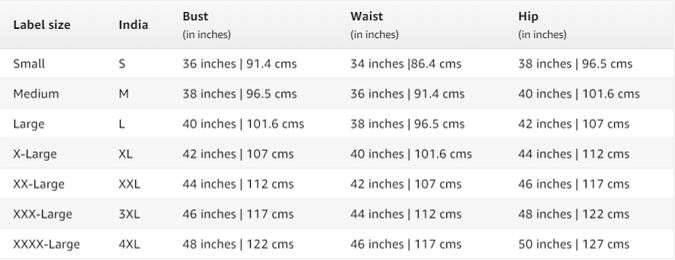 Label size India Bust (in inches) Waist (in inches) Hip (in inches)
Small S 36 inches | 91.4 cms 34 inches |86.4 cms 38 inches | 96.5 cms
Medium M 38 inches | 96.5 cms 36 inches | 91.4 cms 40 inches | 101.6 cms
Large L 40 inches | 101.6 cms 38 inches | 96.5 cms 42 inches | 107 cms
X-Large XL 42 inches | 107 cms 40 inches | 101.6 cms 44 inches | 112 cms
XX-Large XXL 44 inches | 112 cms 42 inches | 107 cms 46 inches | 117 cms
XXX-Large 3XL 46 inches | 117 cms 44 inches | 112 cms 48 inches | 122 cms
XXXX-Large 4XL 48 inches | 122 cms 46 inches | 117 cms 50 inches | 127 cms